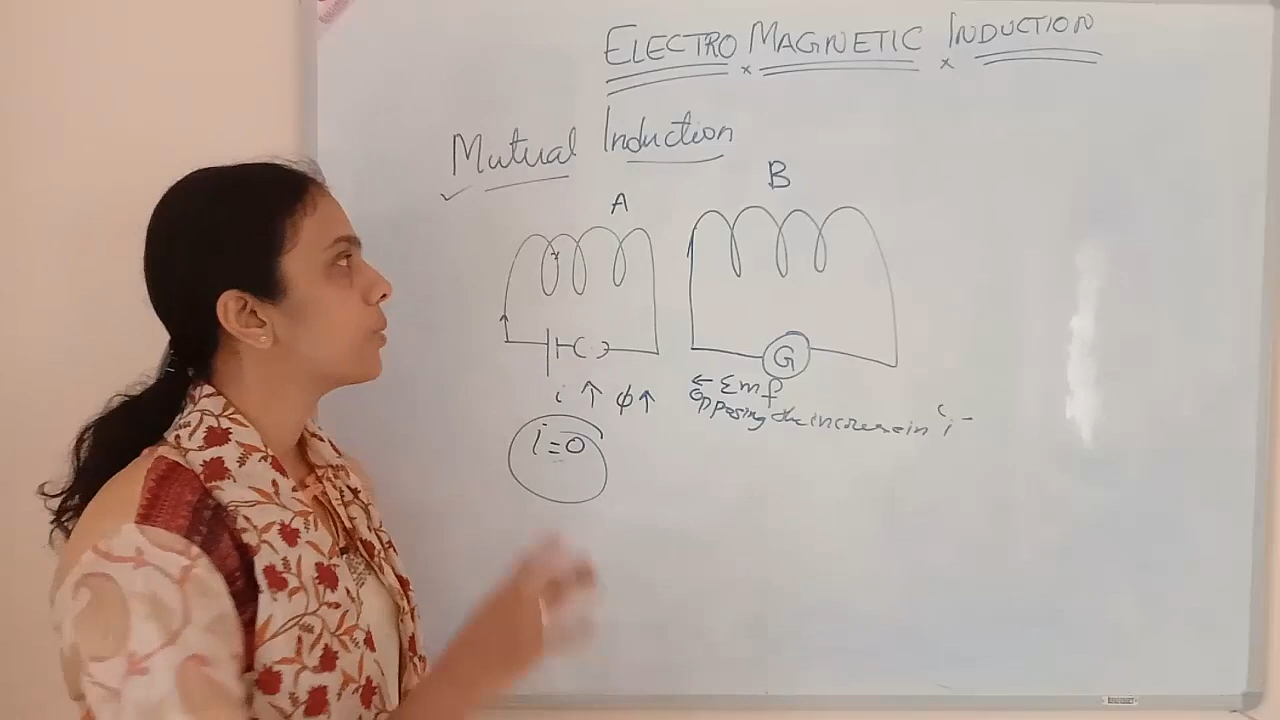 ELECTRO MAGNETIC INDUCTION
Mutual Induction
A
B
G
i ↑ φ↑
← Emf
Opposing the increase in i
i=0